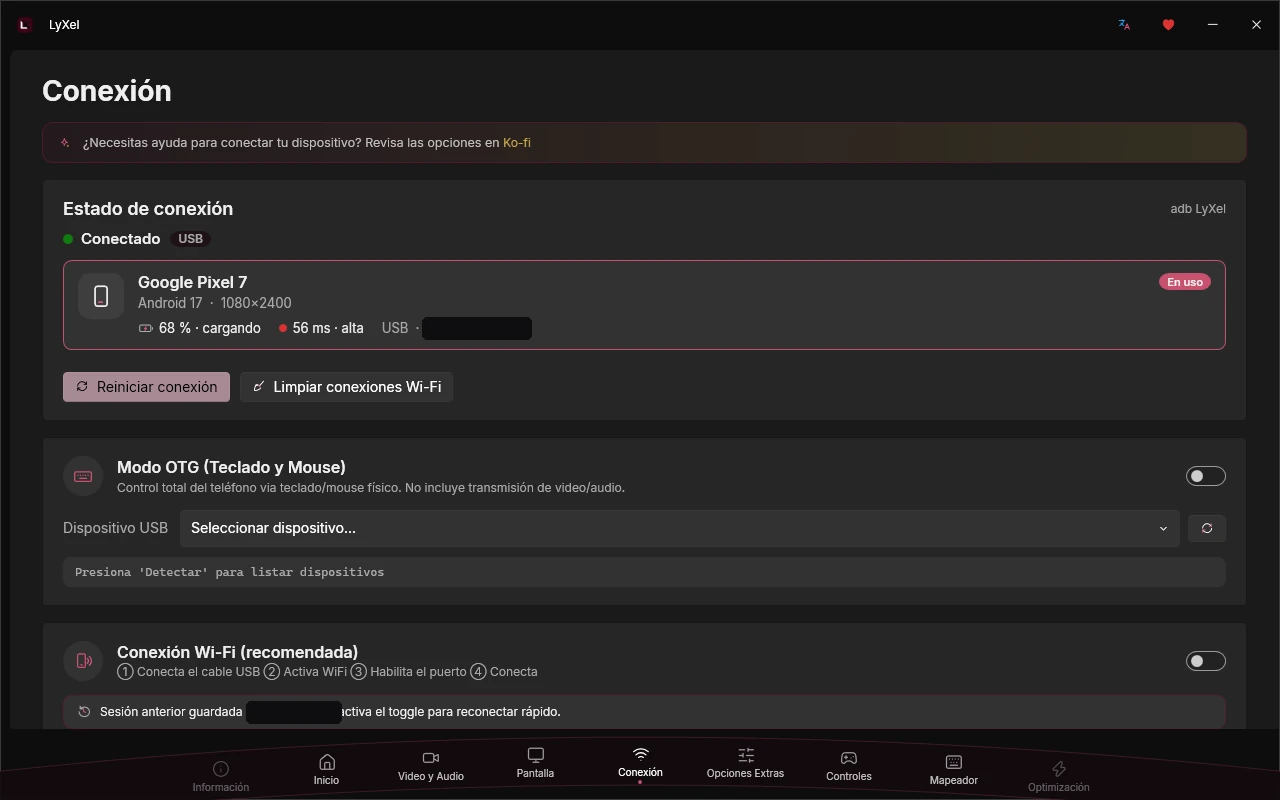 LyXel
Conexión
¿Necesitas ayuda para conectar tu dispositivo? Revisa las opciones en Ko-fi
Estado de conexión
adb LyXel
Conectado USB
Google Pixel 7
En uso
Android 17 · 1080×2400
68 % · cargando 56 ms · alta USB ·
Reiniciar conexión Limpiar conexiones Wi-Fi
Modo OTG (Teclado y Mouse)
Control total del teléfono via teclado/mouse físico. No incluye transmisión de video/audio.
Dispositivo USB Seleccionar dispositivo...
Presiona 'Detectar' para listar dispositivos
Conexión Wi-Fi (recomendada)
① Conecta el cable USB ② Activa WiFi ③ Habilita el puerto ④ Conecta
Sesión anterior guardada activa el toggle para reconectar rápido.
Información Inicio Video y Audio Pantalla Conexión Opciones Extras Controles Mapeador Optimización